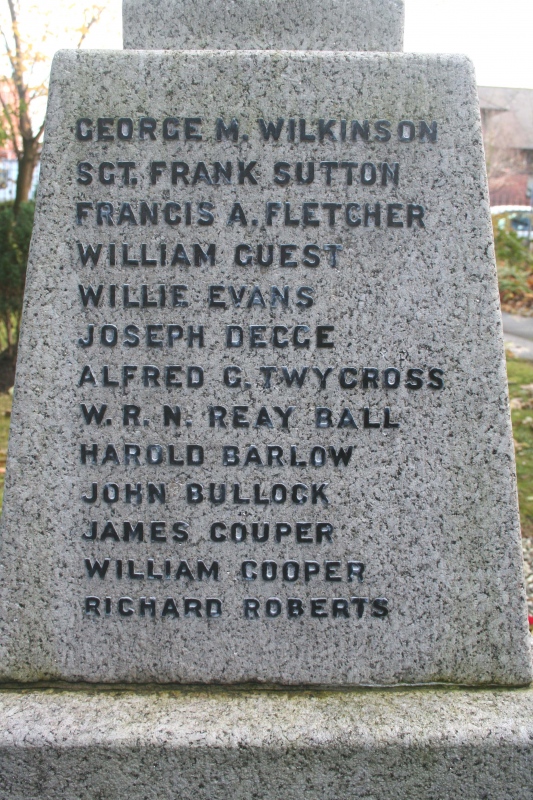 GEORGE M. WILKINSON
SGT. FRANK SUTTON
FRANCIS A. FLETCHER
WILLIAM GUEST
WILLIE EVANS
JOSEPH DEGGE
ALFRED G. TWYCROSS
W. R. N. REAY BALL
HAROLD BARLOW
JOHN BULLOCK
JAMES COUPER
WILLIAM COOPER
RICHARD ROBERTS